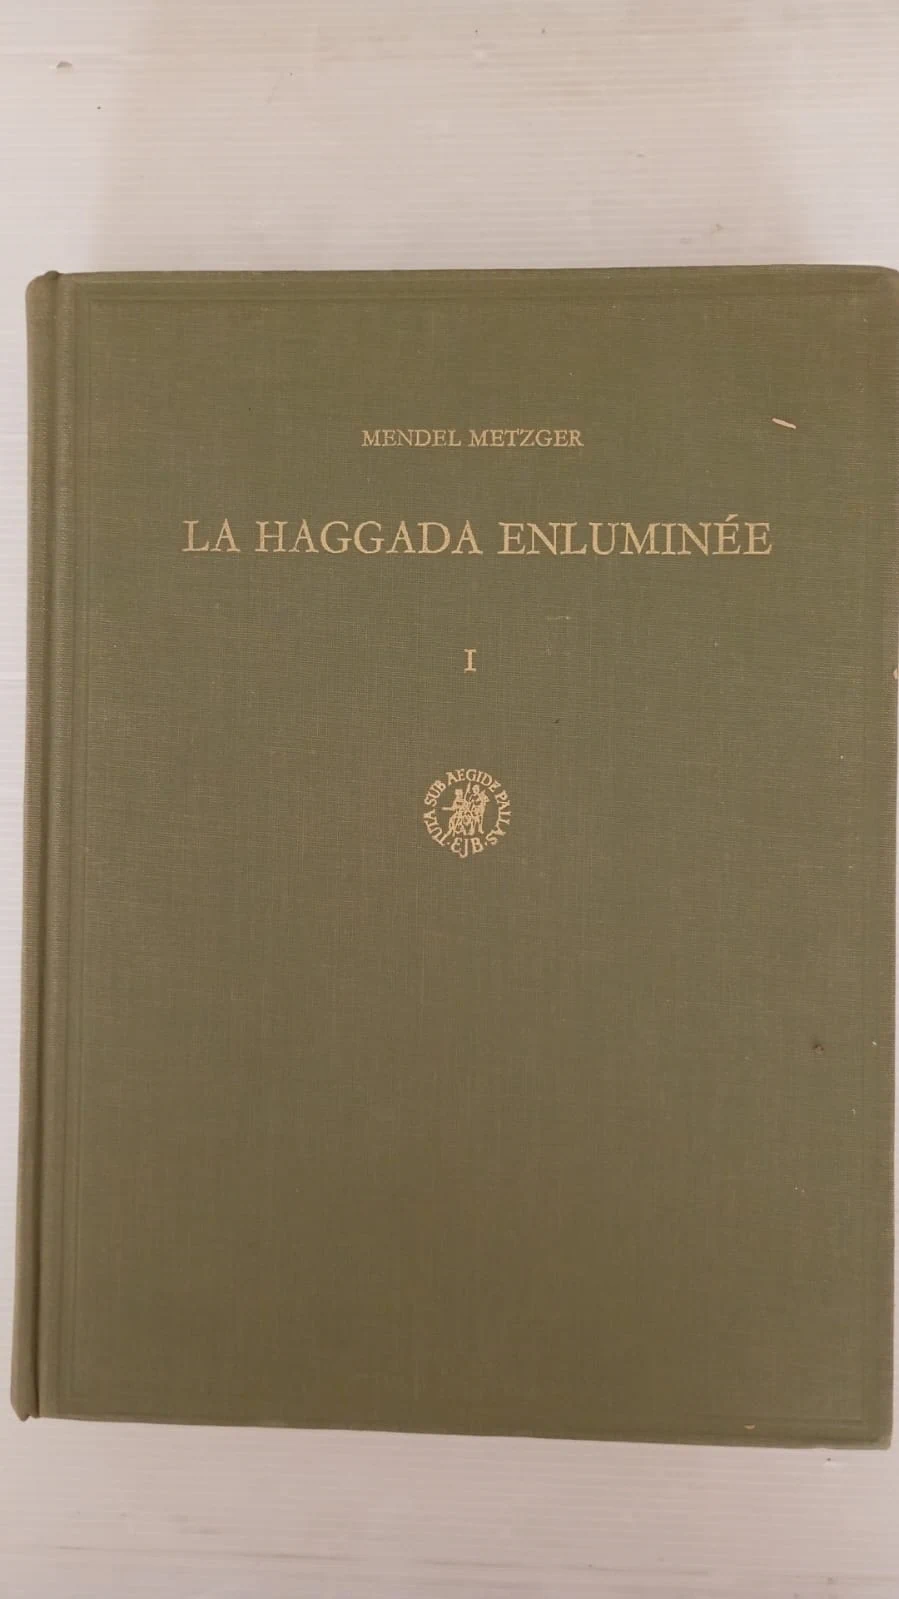 MENDEL METZGER
LA HAGGADA ENLUMINÉE
I
TUTA SUB AEGIDE PALLAS
·EJB·